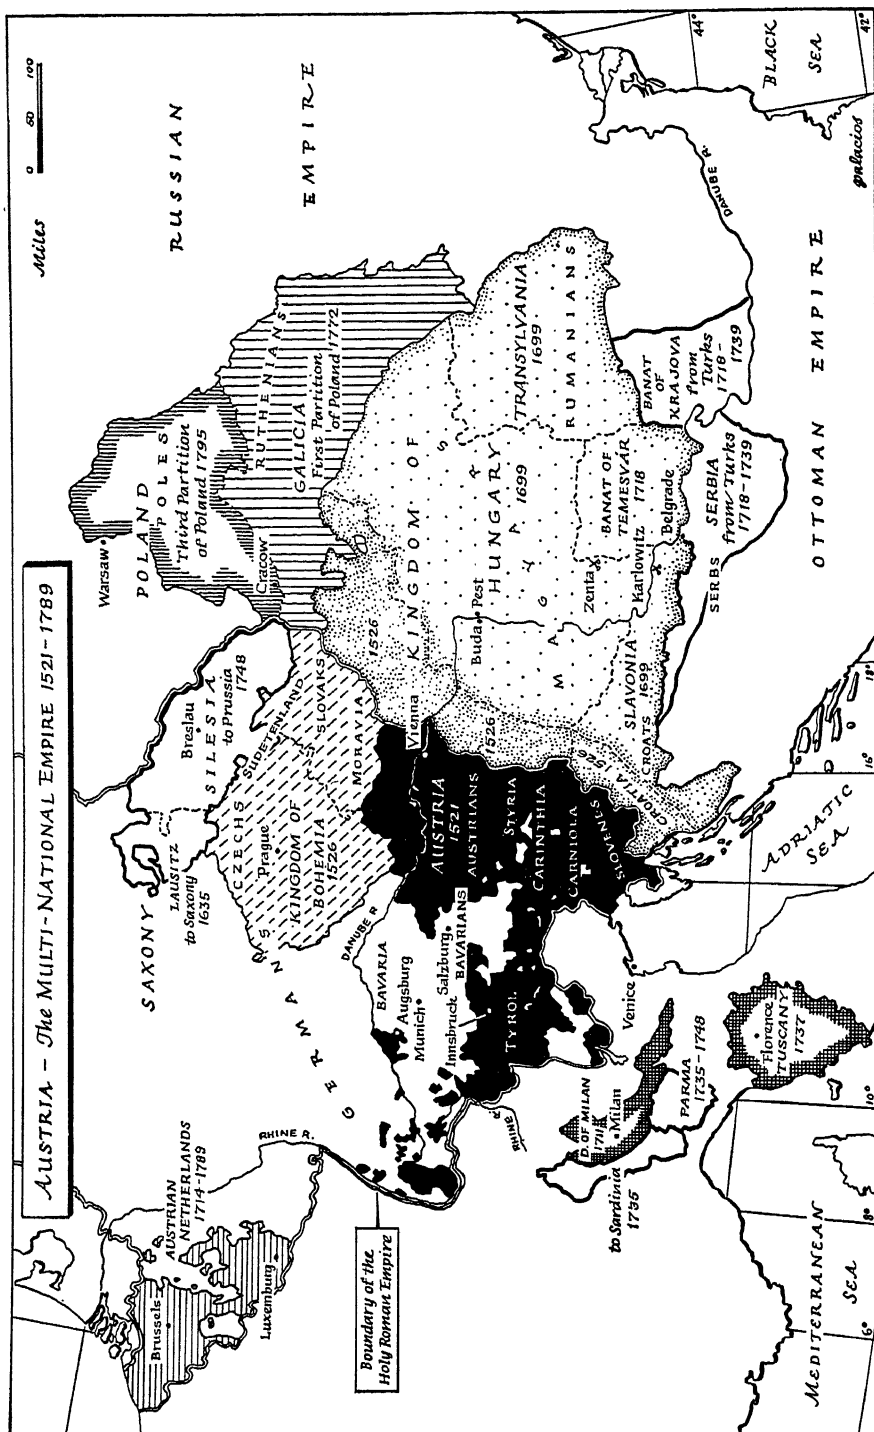 AUSTRIA – The MULTI-NATIONAL EMPIRE 1521–1789
Miles
0 50 100
RUSSIAN
EMPIRE
AUSTRIAN
NETHERLANDS
1714–1789
Brussels
Luxemburg
RHINE R.
Boundary of the
Holy Roman Empire
GERMANS
SAXONY
LAUSITZ
to Saxony
1635
SILESIA
to Prussia
1748
Breslau
SUDETENLAND
CZECHS
Prague
KINGDOM OF
BOHEMIA
1526
MORAVIA
SLOVAKS
Warsaw
POLAND
POLES
Third Partition
of Poland 1795
Cracow
RUTHENIANS
GALICIA
First Partition
of Poland 1772
DANUBE R.
BAVARIA
Augsburg
Munich
Salzburg
BAVARIANS
Innsbruck
TYROL
RHINE R.
AUSTRIA
1521
AUSTRIANS
STYRIA
CARINTHIA
CARNIOLA
SLOVENES
Vienna
KINGDOM OF
HUNGARY
1699
1526
1526
MAGYARS
Buda
Pest
TRANSYLVANIA
1699
RUMANIANS
BANAT OF
TEMESVAR
1718
Zenta
Karlowitz
Belgrade
SLAVONIA
1699
CROATS
CROATIA 1526
SERBS
SERBIA
from Turks
1718–1739
BANAT
OF
KRAJOVA
from
Turks
1718–
1739
DANUBE R.
OTTOMAN EMPIRE
BLACK
SEA
44°
42°
palacios
Venice
D. OF MILAN
Milan
to Sardinia
1735
PARMA
1735–1748
Florence
TUSCANY
1737
ADRIATIC
SEA
MEDITERRANEAN
SEA
6°
8°
10°
16°
18°